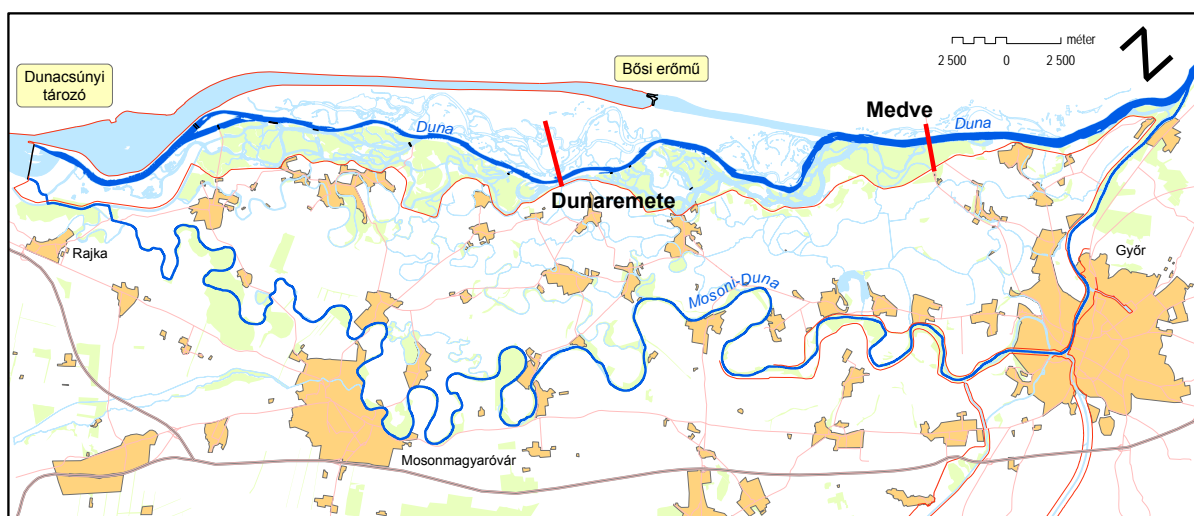 Dunacsúnyi
tározó
Bősi erőmű
méter
2 500 0 2 500
N
Medve
Duna
Duna
Dunaremete
Rajka
Győr
Mosoni-Duna
Mosonmagyaróvár